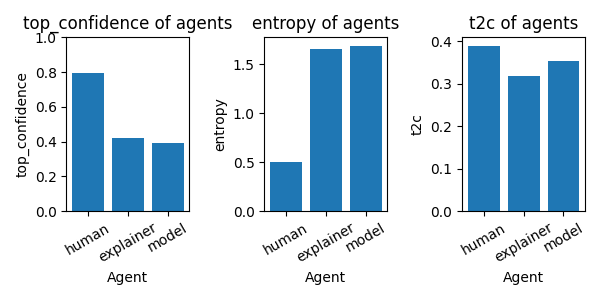 top_confidence of agents
1.0
0.8
0.6
0.4
0.2
0.0
top_confidence
human
explainer
model
Agent
entropy of agents
1.5
1.0
0.5
0.0
entropy
human
explainer
model
Agent
t2c of agents
0.4
0.3
0.2
0.1
0.0
t2c
human
explainer
model
Agent